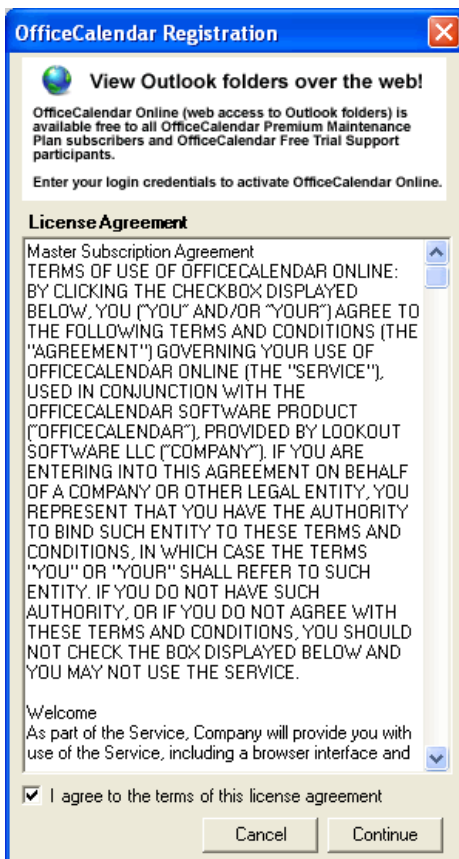 OfficeCalendar Registration
View Outlook folders over the web!
OfficeCalendar Online (web access to Outlook folders) is
available free to all OfficeCalendar Premium Maintenance
Plan subscribers and OfficeCalendar Free Trial Support
participants.
Enter your login credentials to activate OfficeCalendar Online.
License Agreement
Master Subscription Agreement
TERMS OF USE OF OFFICECALENDAR ONLINE:
BY CLICKING THE CHECKBOX DISPLAYED
BELOW, YOU ("YOU" AND/OR "YOUR") AGREE TO
THE FOLLOWING TERMS AND CONDITIONS (THE
"AGREEMENT") GOVERNING YOUR USE OF
OFFICECALENDAR ONLINE (THE "SERVICE"),
USED IN CONJUNCTION WITH THE
OFFICECALENDAR SOFTWARE PRODUCT
("OFFICECALENDAR"), PROVIDED BY LOOKOUT
SOFTWARE LLC ("COMPANY"). IF YOU ARE
ENTERING INTO THIS AGREEMENT ON BEHALF
OF A COMPANY OR OTHER LEGAL ENTITY, YOU
REPRESENT THAT YOU HAVE THE AUTHORITY
TO BIND SUCH ENTITY TO THESE TERMS AND
CONDITIONS, IN WHICH CASE THE TERMS
"YOU" OR "YOUR" SHALL REFER TO SUCH
ENTITY. IF YOU DO NOT HAVE SUCH
AUTHORITY, OR IF YOU DO NOT AGREE WITH
THESE TERMS AND CONDITIONS, YOU SHOULD
NOT CHECK THE BOX DISPLAYED BELOW AND
YOU MAY NOT USE THE SERVICE.
Welcome
As part of the Service, Company will provide you with
use of the Service, including a browser interface and
I agree to the terms of this license agreement
Cancel Continue